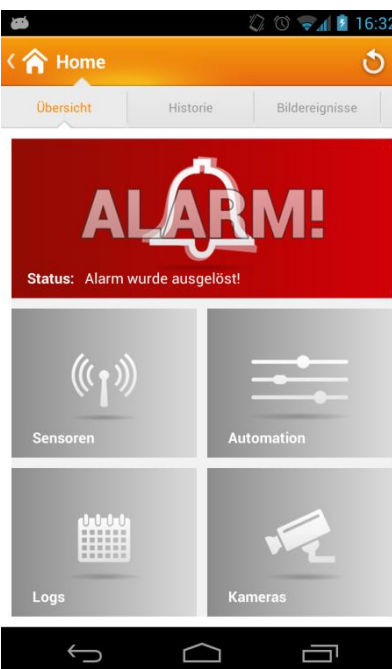 16:32
Home
Übersicht Historie Bildereignisse
ALARM!
Status: Alarm wurde ausgelöst!
Sensoren Automation
Logs Kameras